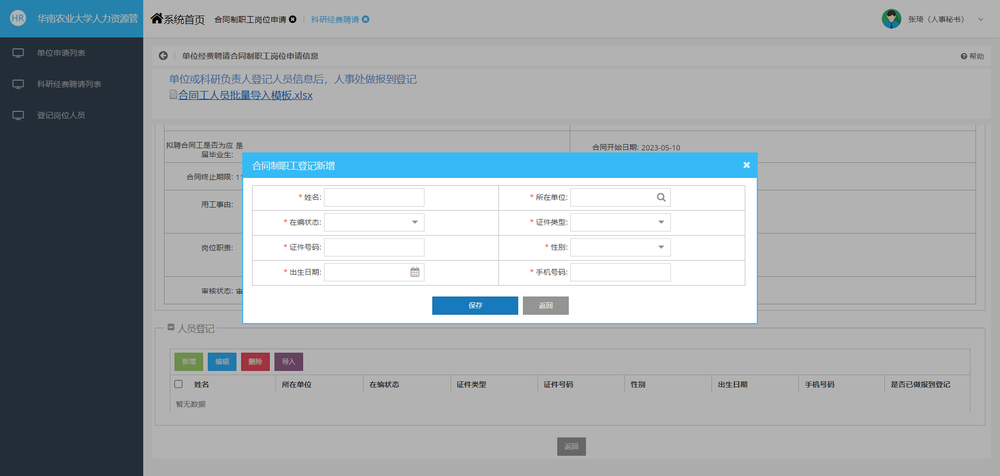 HR 华南农业大学人力资源管
系统首页 合同制职工岗位申请 科研经费聘请
张琦（人事秘书）
单位申请列表
科研经费聘请列表
登记岗位人员
单位经费聘请合同制职工岗位申请信息
帮助
单位或科研负责人登记人员信息后，人事处做报到登记
合同工人员批量导入模板.xlsx
拟聘合同工是否为应 是
届毕业生:
合同开始日期: 2023-05-10
合同终止期限: 11
用工事由:
岗位职责:
审核状态: 审
合同制职工登记新增
* 姓名:
* 所在单位:
* 在编状态:
* 证件类型:
* 证件号码:
* 性别:
* 出生日期:
* 手机号码:
保存 返回
人员登记
新增 编辑 删除 导入
姓名 所在单位 在编状态 证件类型 证件号码 性别 出生日期 手机号码 是否已做报到登记
暂无数据
返回